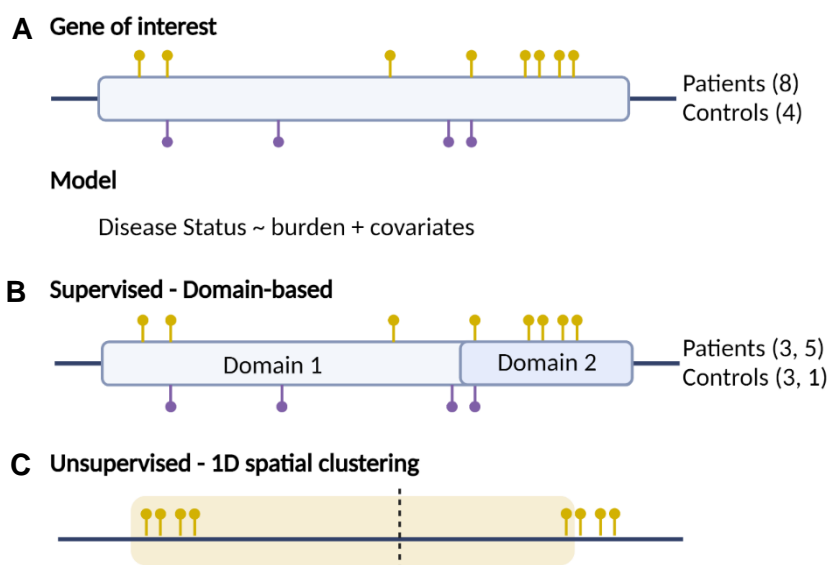 A Gene of interest
Patients (8)
Controls (4)
Model
Disease Status ~ burden + covariates
B Supervised - Domain-based
Domain 1
Domain 2
Patients (3, 5)
Controls (3, 1)
C Unsupervised - 1D spatial clustering